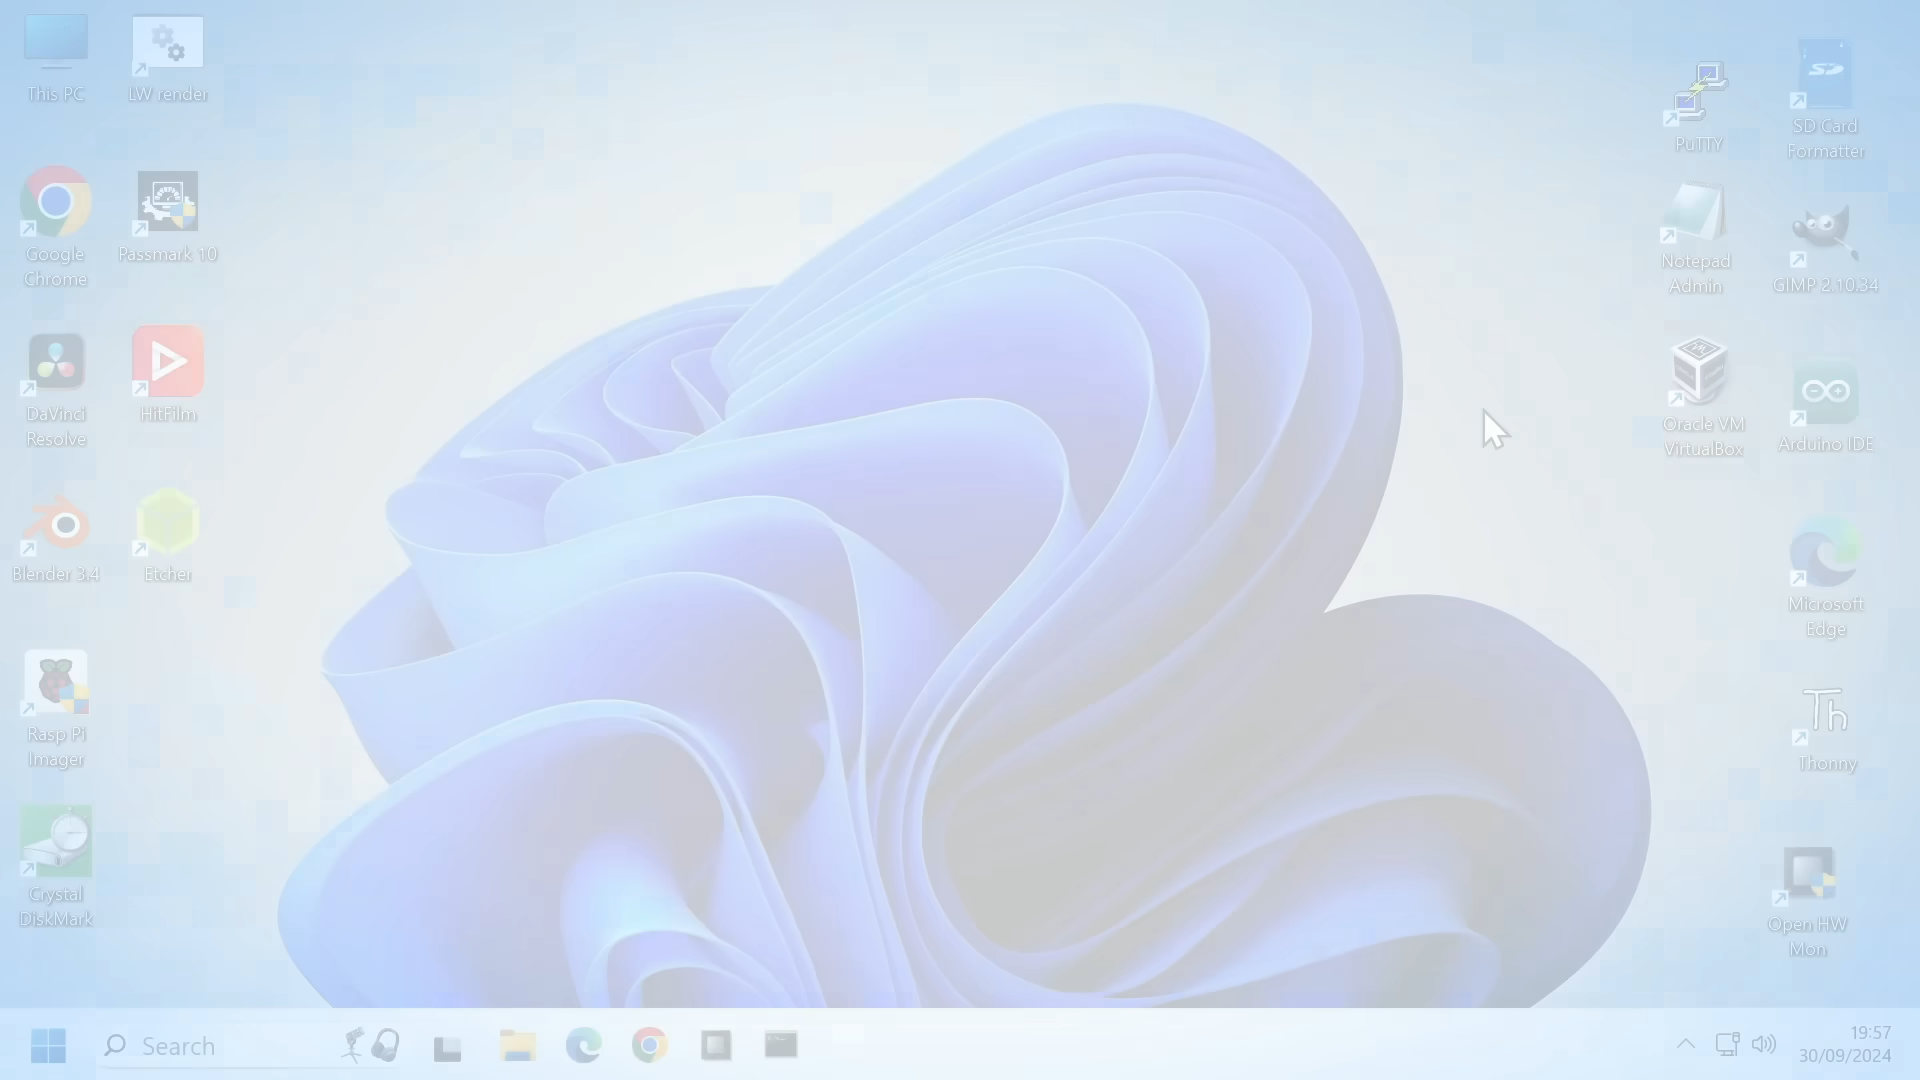 This PC
LW render
Google
Chrome
Passmark 10
DaVinci
Resolve
HitFilm
Blender 3.4
Etcher
Rasp Pi
Imager
Crystal
DiskMark
PuTTY
SD
SD Card
Formatter
Notepad
Admin
GIMP 2.10.34
Oracle VM
VirtualBox
Arduino IDE
Microsoft
Edge
Th
Thonny
Open HW
Mon
Search
19:57
30/09/2024